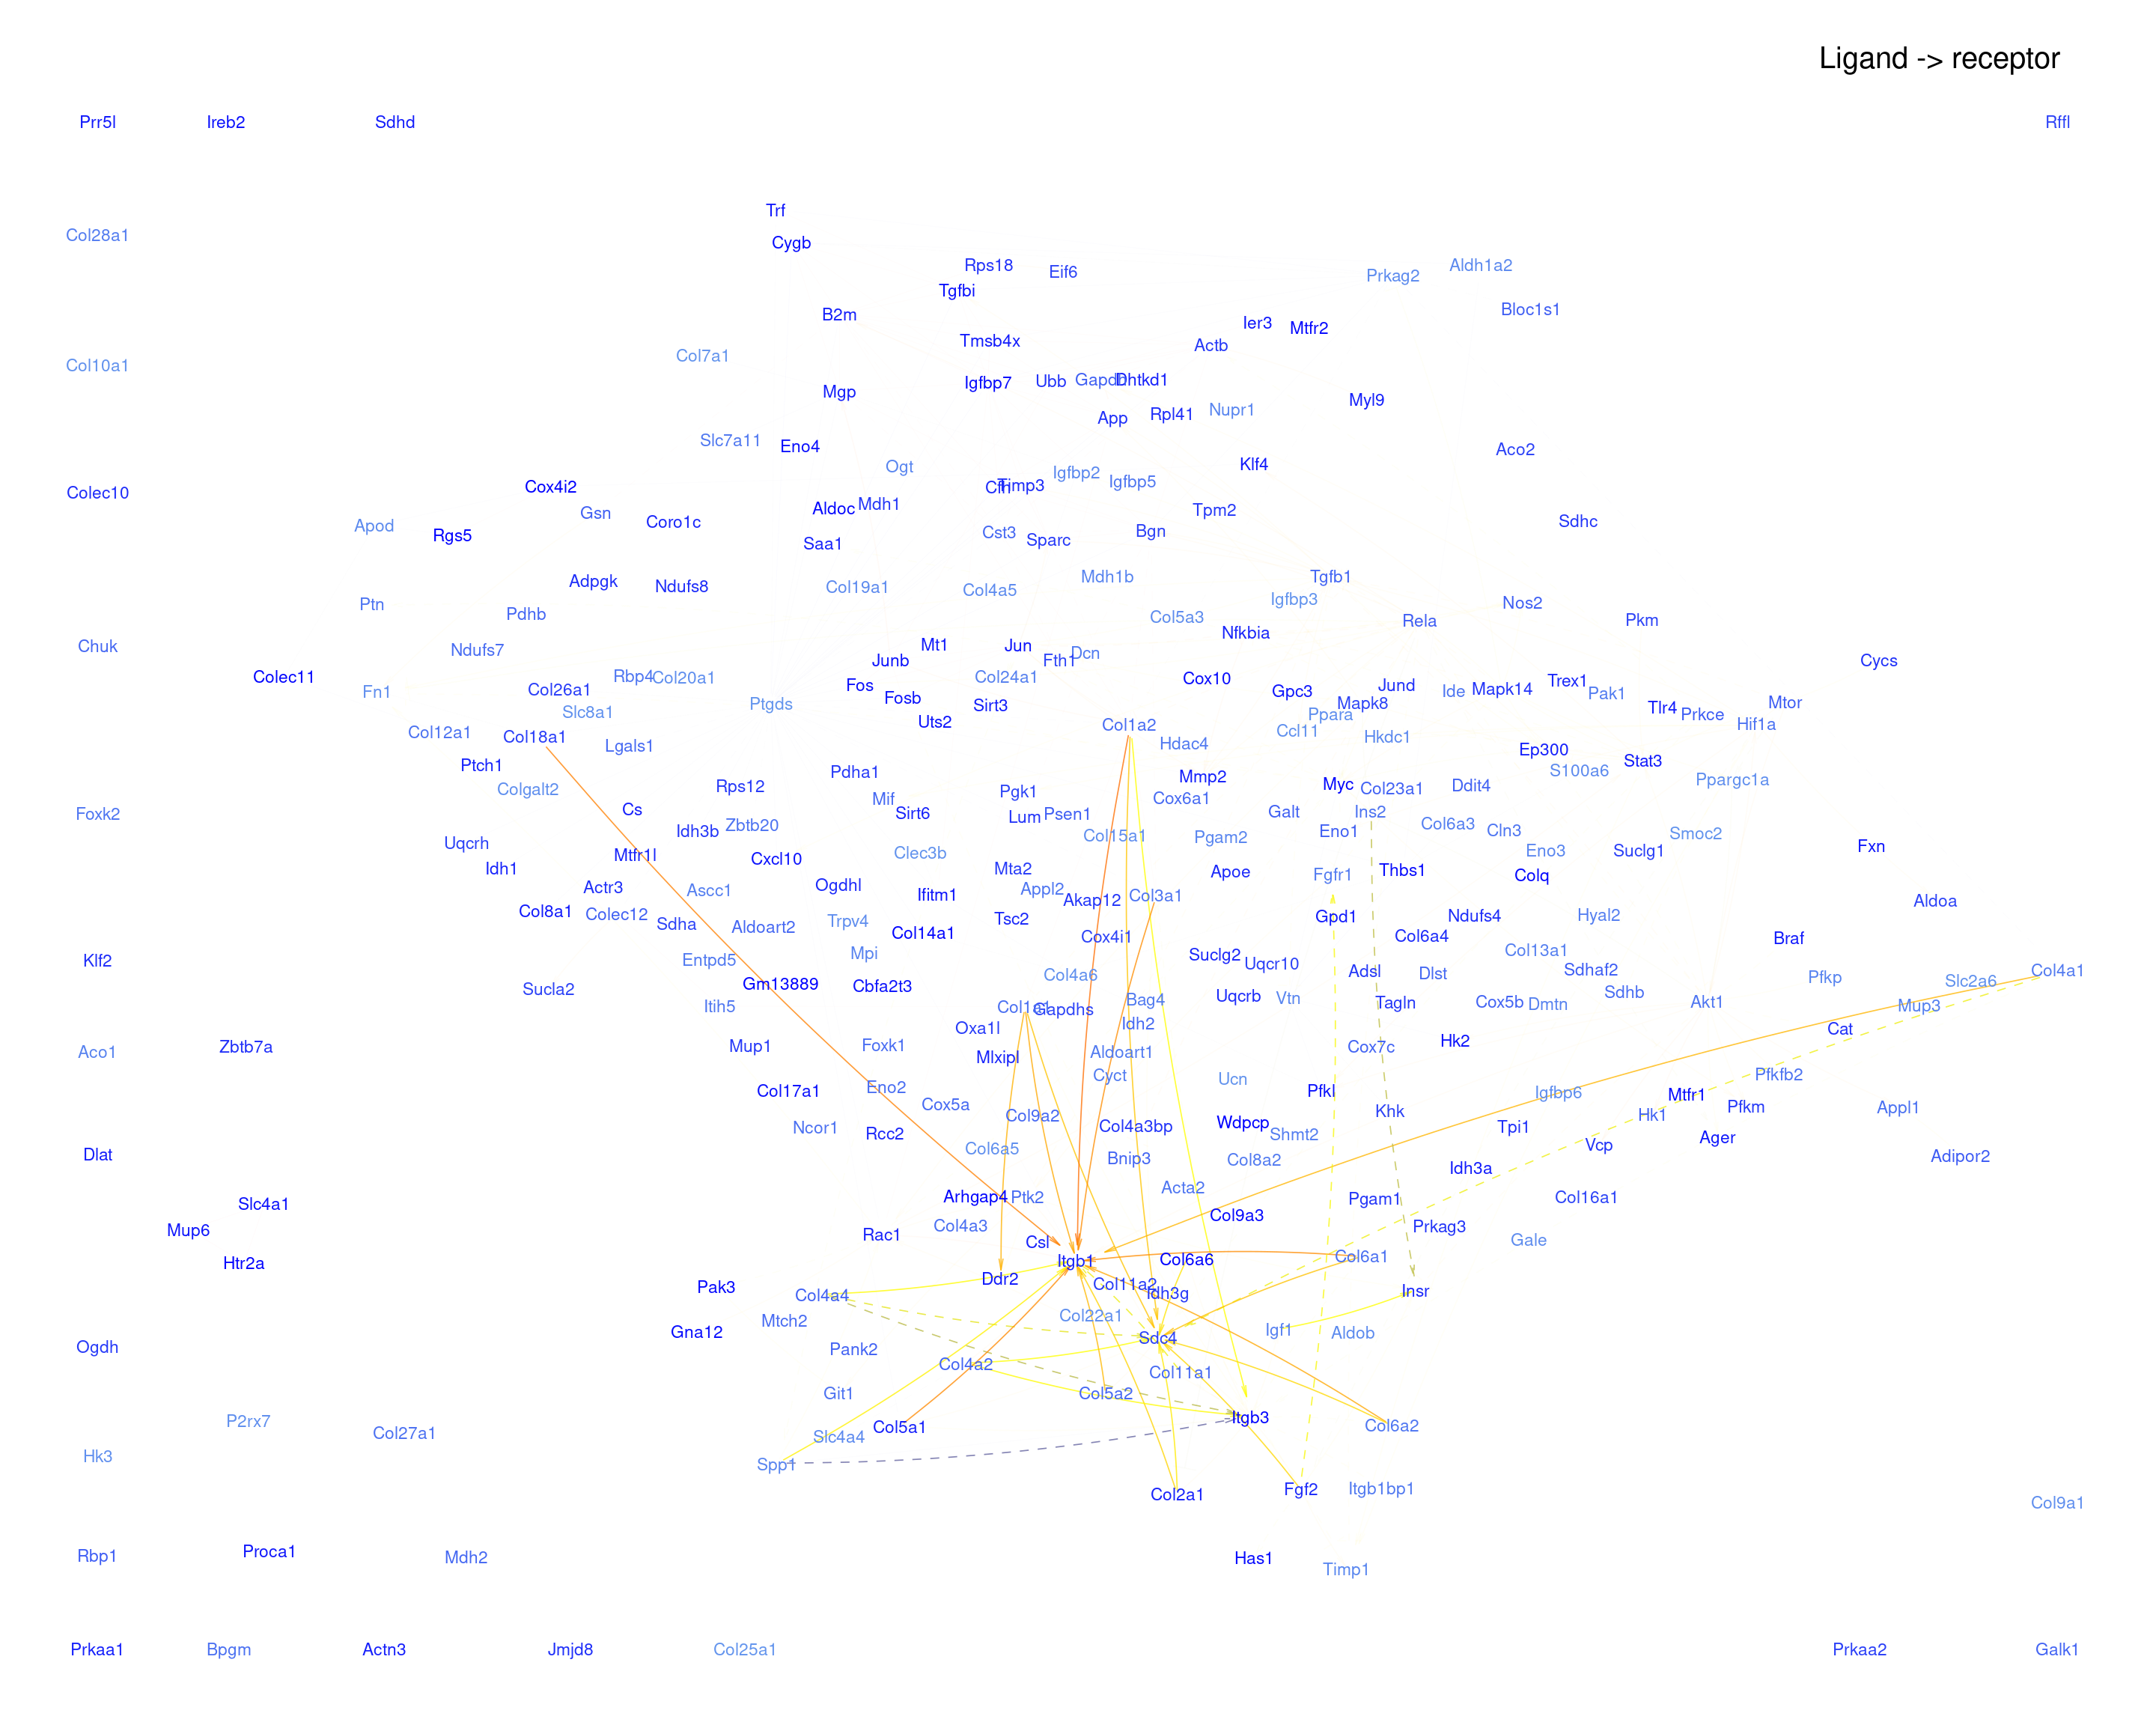 Ligand -> receptor
Prr5l Ireb2 Sdhd Rffl
Trf
Col28a1
Cygb
Rps18 Eif6 Prkag2 Aldh1a2
Tgfbi
B2m Bloc1s1
Ier3 Mtfr2
Tmsb4x Actb
Col7a1
Col10a1
Igfbp7 Ubb Gapdh Dhtkd1
Mgp Myl9
App Rpl41 Nupr1
Slc7a11 Eno4 Aco2
Ogt Igfbp2 Klf4
Colec10 Cox4i2 Cfh Timp3 Igfbp5
Gsn Aldoc Mdh1 Tpm2
Apod Rgs5 Coro1c Cst3 Sparc Bgn Sdhc
Saa1
Adpgk Ndufs8 Col19a1 Col4a5 Mdh1b Tgfb1
Ptn Pdhb Col5a3 Igfbp3 Nos2
Rela Pkm
Chuk Ndufs7 Mt1 Jun Nfkbia
Junb Fth1 Dcn Cycs
Colec11 Rbp4 Col20a1 Col24a1 Cox10
Fn1 Col26a1 Fos Gpc3 Jund Ide Mapk14 Trex1 Pak1
Slc8a1 Ptgds Fosb Sirt3 Mapk8 Tlr4 Mtor
Col12a1 Col18a1 Uts2 Col1a2 Ppara Ccl11 Prkce Hif1a
Lgals1 Hdac4 Hkdc1 Ep300
Ptch1 Pdha1 Mmp2 Stat3 S100a6
Colgalt2 Rps12 Mif Pgk1 Cox6a1 Myc Col23a1 Ddit4 Ppargc1a
Foxk2 Cs Sirt6 Lum Psen1 Galt Ins2
Idh3b Zbtb20 Col15a1 Pgam2 Eno1 Col6a3 Cln3 Smoc2
Uqcrh Mtfr1l Cxcl10 Clec3b Eno3 Suclg1 Fxn
Idh1 Mta2 Apoe Fgfr1 Thbs1 Colq
Actr3 Ascc1 Ogdhl Ifitm1 Appl2 Akap12 Col3a1 Aldoa
Col8a1 Colec12 Sdha Aldoart2 Trpv4 Tsc2 Gpd1 Ndufs4 Hyal2
Col14a1 Cox4i1 Col6a4 Braf
Klf2 Entpd5 Mpi Suclg2 Uqcr10 Col13a1
Sucla2 Gm13889 Cbfa2t3 Col4a6 Adsl Dlst Sdhaf2 Pfkp Slc2a6 Col4a1
Itih5 Col1a1 Gapdhs Bag4 Uqcrb Vtn Tagln Cox5b Dmtn Sdhb Akt1 Mup3
Oxa1l Idh2 Cat
Aco1 Zbtb7a Mup1 Foxk1 Mlxipl Aldoart1 Cox7c Hk2
Cyct Ucn Pfkfb2
Col17a1 Eno2 Pfkl Igfbp6 Mtfr1
Cox5a Col9a2 Khk Hk1 Pfkm Appl1
Ncor1 Rcc2 Col4a3bp Wdpcp Shmt2 Tpi1 Ager
Dlat Col6a5 Bnip3 Col8a2 Idh3a Vcp Adipor2
Slc4a1 Arhgap4 Ptk2 Acta2 Pgam1 Col16a1
Mup6 Rac1 Col4a3 Col9a3 Prkag3 Gale
Htr2a Csl Itgb1 Col6a6 Col6a1
Pak3 Col4a4 Ddr2 Col11a2 Idh3g Insr
Gna12 Mtch2 Col22a1 Sdc4 Igf1 Aldob
Ogdh Pank2 Col4a2 Col11a1
P2rx7 Col27a1 Git1 Col5a2 Itgb3
Hk3 Slc4a4 Col5a1 Col6a2
Spp1
Col2a1 Fgf2 Itgb1bp1 Col9a1
Rbp1 Proca1 Mdh2 Has1 Timp1
Prkaa1 Bpgm Actn3 Jmjd8 Col25a1 Prkaa2 Galk1